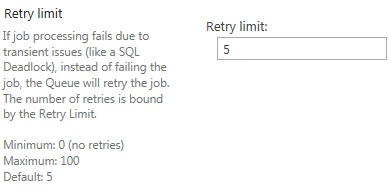 Retry limit
If job processing fails due to
transient issues (like a SQL
Deadlock), instead of failing the
job, the Queue will retry the job.
The number of retries is bound
by the Retry Limit.
Minimum: 0 (no retries)
Maximum: 100
Default: 5
Retry limit:
5